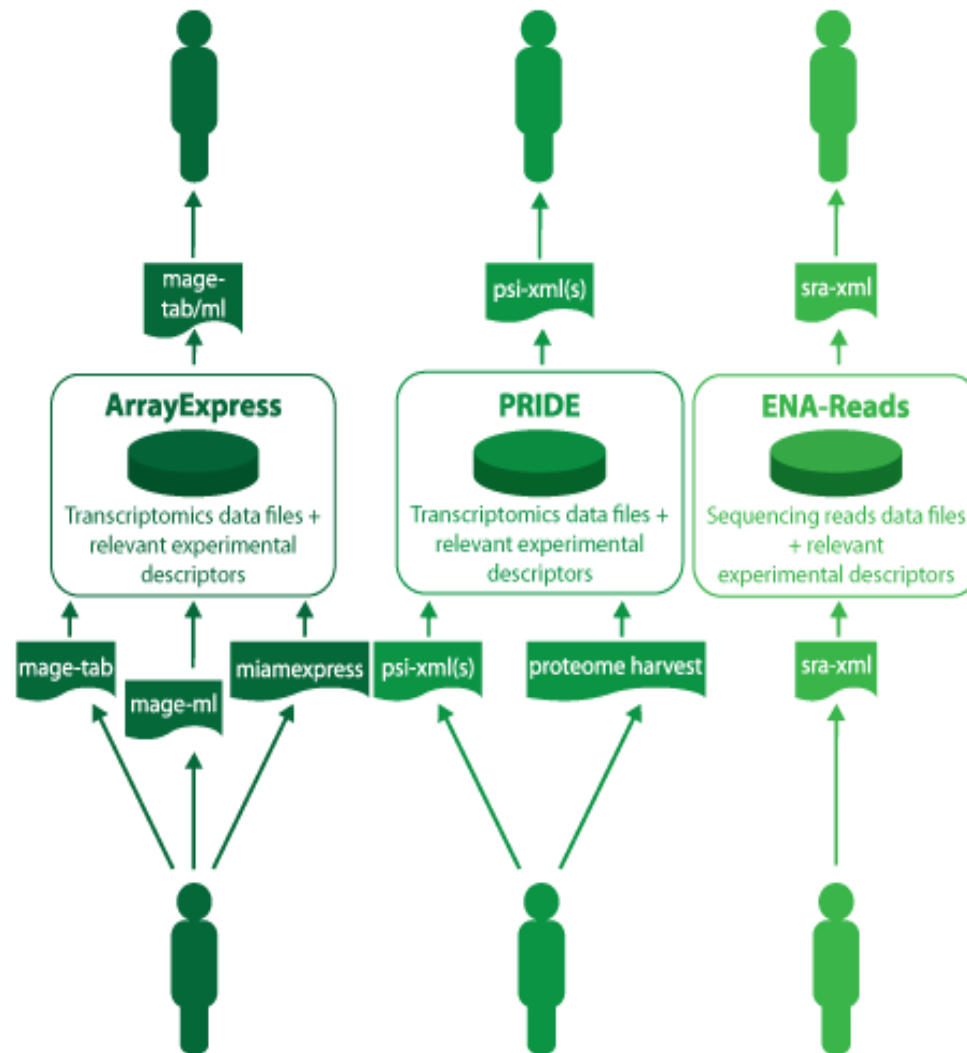 mage-
tab/ml
psi-xml(s)
sra-xml
ArrayExpress
Transcriptomics data files +
relevant experimental
descriptors
PRIDE
Transcriptomics data files +
relevant experimental
descriptors
ENA-Reads
Sequencing reads data files
+ relevant
experimental descriptors
mage-tab
mage-ml
miamexpress
psi-xml(s)
proteome harvest
sra-xml